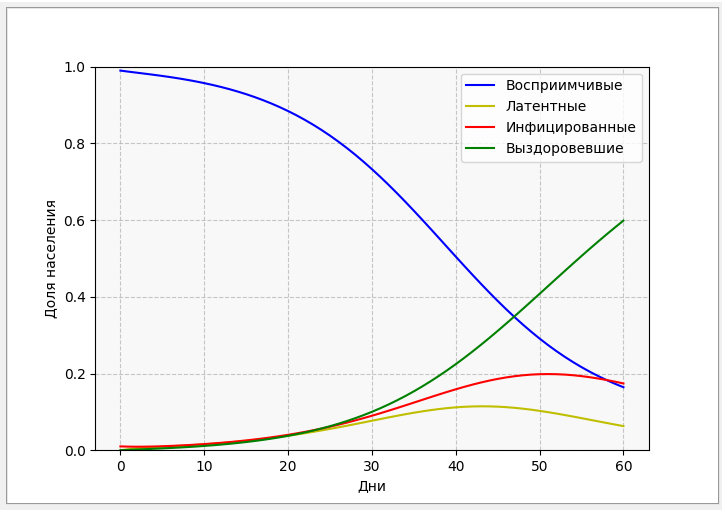 1.0
0.8
0.6
0.4
0.2
0.0
Доля населения
Восприимчивые
Латентные
Инфицированные
Выздоровевшие
0 10 20 30 40 50 60
Дни